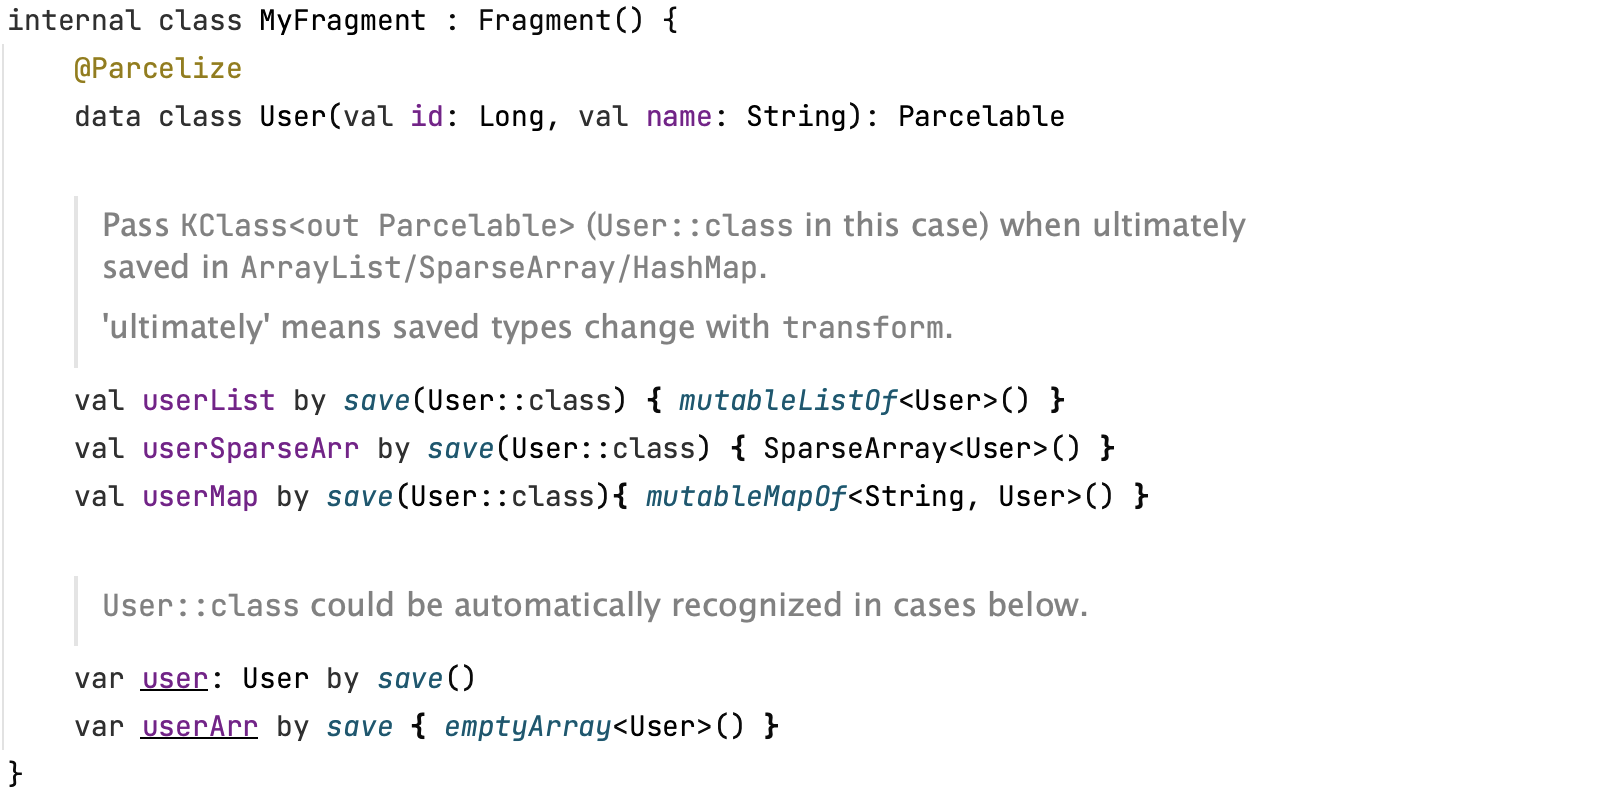 internal class MyFragment : Fragment() {
@Parcelize
data class User(val id: Long, val name: String): Parcelable
Pass KClass<out Parcelable> (User::class in this case) when ultimately
saved in ArrayList/SparseArray/HashMap.
'ultimately' means saved types change with transform.
val userList by save(User::class) { mutableListOf<User>() }
val userSparseArr by save(User::class) { SparseArray<User>() }
val userMap by save(User::class){ mutableMapOf<String, User>() }
User::class could be automatically recognized in cases below.
var user: User by save()
var userArr by save { emptyArray<User>() }
}